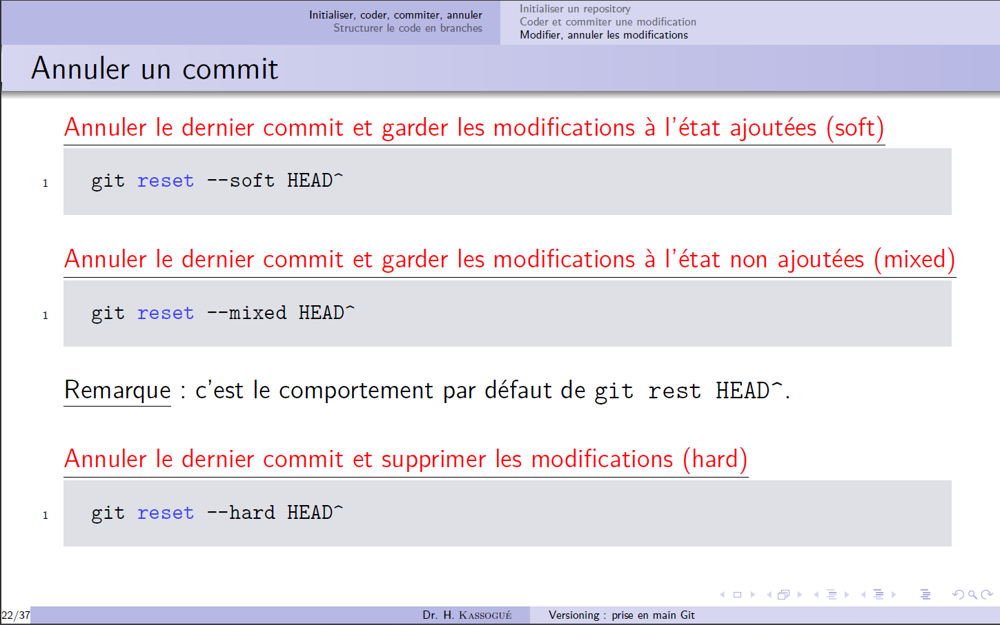 Initialiser, coder, commiter, annuler
Structurer le code en branches
Initialiser un repository
Coder et commiter une modification
Modifier, annuler les modifications
Annuler un commit
Annuler le dernier commit et garder les modifications à l'état ajoutées (soft)
1 git reset --soft HEAD^
Annuler le dernier commit et garder les modifications à l'état non ajoutées (mixed)
1 git reset --mixed HEAD^
Remarque : c'est le comportement par défaut de git rest HEAD^.
Annuler le dernier commit et supprimer les modifications (hard)
1 git reset --hard HEAD^
22/37 Dr. H. KASSOGUÉ Versioning : prise en main Git